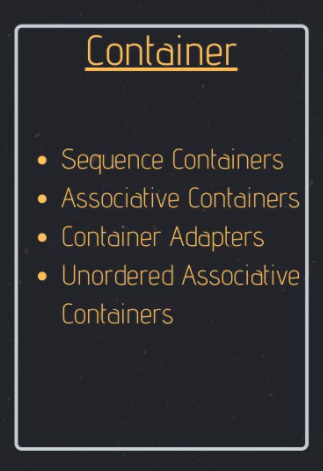 Container
• Sequence Containers
• Associative Containers
• Container Adapters
• Unordered Associative
Containers